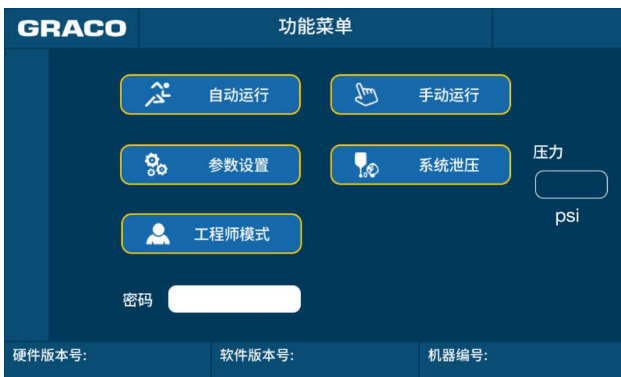 GRACO
功能菜单
自动运行
手动运行
参数设置
系统泄压
压力
psi
工程师模式
密码
硬件版本号:
软件版本号:
机器编号: